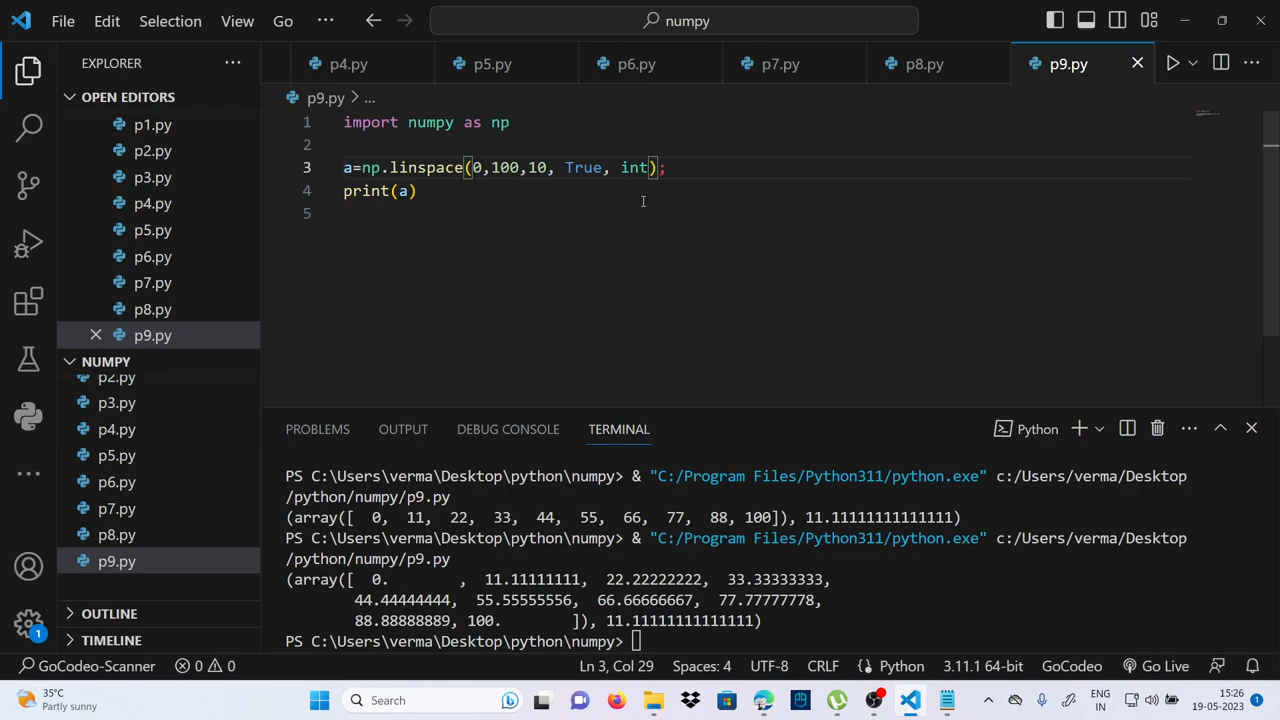 File Edit Selection View Go ··· numpy
EXPLORER ···
p4.py p5.py p6.py p7.py p8.py p9.py
OPEN EDITORS
p1.py
p2.py
p3.py
p4.py
p5.py
p6.py
p7.py
p8.py
p9.py
NUMPY
p2.py
p3.py
p4.py
p5.py
p6.py
p7.py
p8.py
p9.py
OUTLINE
TIMELINE
p9.py > ...
1 import numpy as np
2
3 a=np.linspace(0,100,10, True, int);
4 print(a)
5
PROBLEMS OUTPUT DEBUG CONSOLE TERMINAL Python
PS C:\Users\verma\Desktop\python\numpy> & "C:/Program Files/Python311/python.exe" c:/Users/verma/Desktop
/python/numpy/p9.py
(array([  0,  11,  22,  33,  44,  55,  66,  77,  88, 100]), 11.11111111111111)
PS C:\Users\verma\Desktop\python\numpy> & "C:/Program Files/Python311/python.exe" c:/Users/verma/Desktop
/python/numpy/p9.py
(array([  0.        ,  11.11111111,  22.22222222,  33.33333333,
        44.44444444,  55.55555556,  66.66666667,  77.77777778,
        88.88888889, 100.        ]), 11.11111111111111)
PS C:\Users\verma\Desktop\python\numpy>
1
GoCodeo-Scanner 0 0 Ln 3, Col 29 Spaces: 4 UTF-8 CRLF Python 3.11.1 64-bit GoCodeo Go Live
35°C
Partly sunny
Search
ENG
IN
15:26
19-05-2023